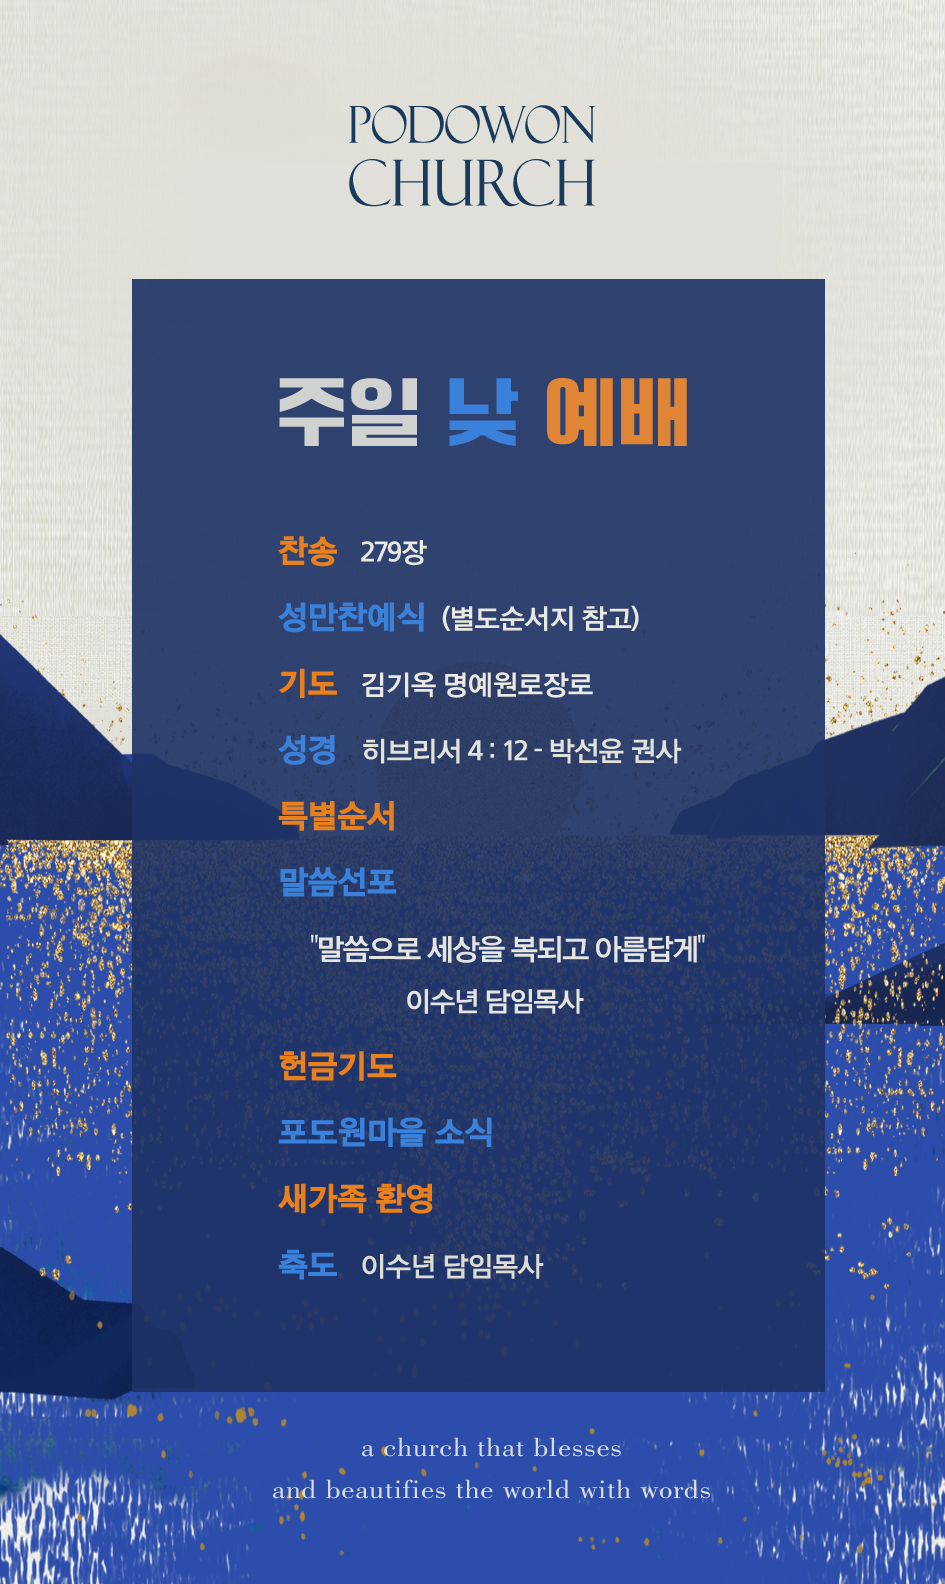 PODOWON
CHURCH
주일 낮 예배
찬송 279장
성만찬예식 (별도순서지 참고)
기도 김기옥 명예원로장로
성경 히브리서 4 : 12 - 박선윤 권사
특별순서
말씀선포
"말씀으로 세상을 복되고 아름답게"
이수년 담임목사
헌금기도
포도원마을 소식
새가족 환영
축도 이수년 담임목사
a church that blesses
and beautifies the world with words